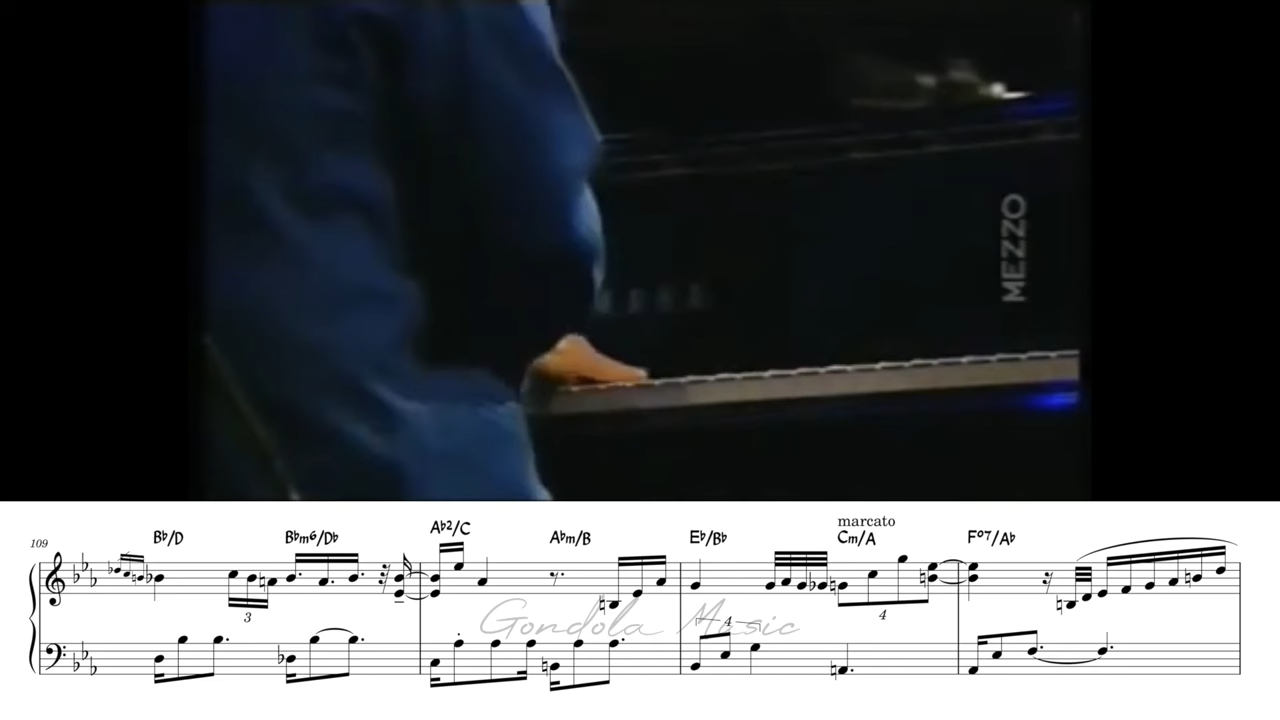 MEZZO
109
B♭/D B♭m6/D♭ A♭2/C A♭m/B E♭/B♭ marcato Cm/A F°7/A♭
3 4
Gondola Music
4